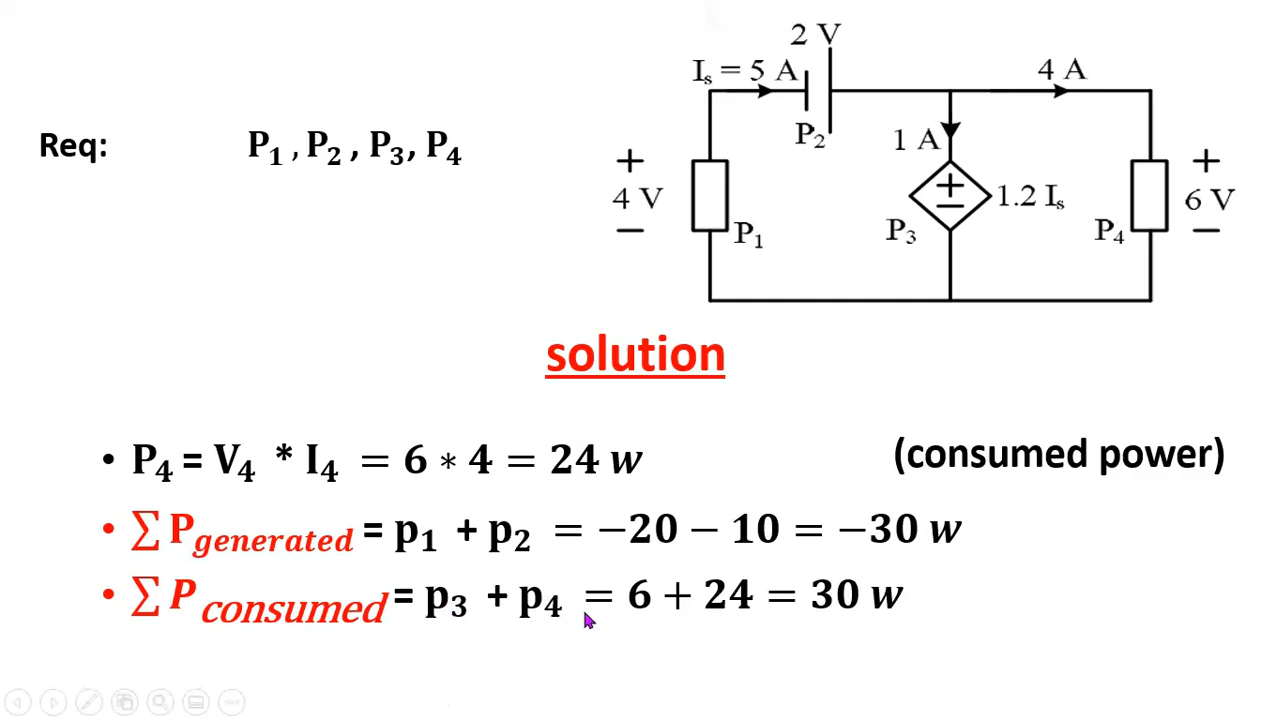 Req: P₁ , P₂ , P₃, P₄
2 V
Iₛ = 5 A
4 A
P₂
1 A
+
4 V
−
P₁
+
−
1.2 Iₛ
P₃
P₄
+
6 V
−
solution
• P₄ = V₄ * I₄ = 6 * 4 = 24 w (consumed power)
• ∑ P_generated = p₁ + p₂ = −20 − 10 = −30 w
• ∑ P_consumed = p₃ + p₄ = 6 + 24 = 30 w